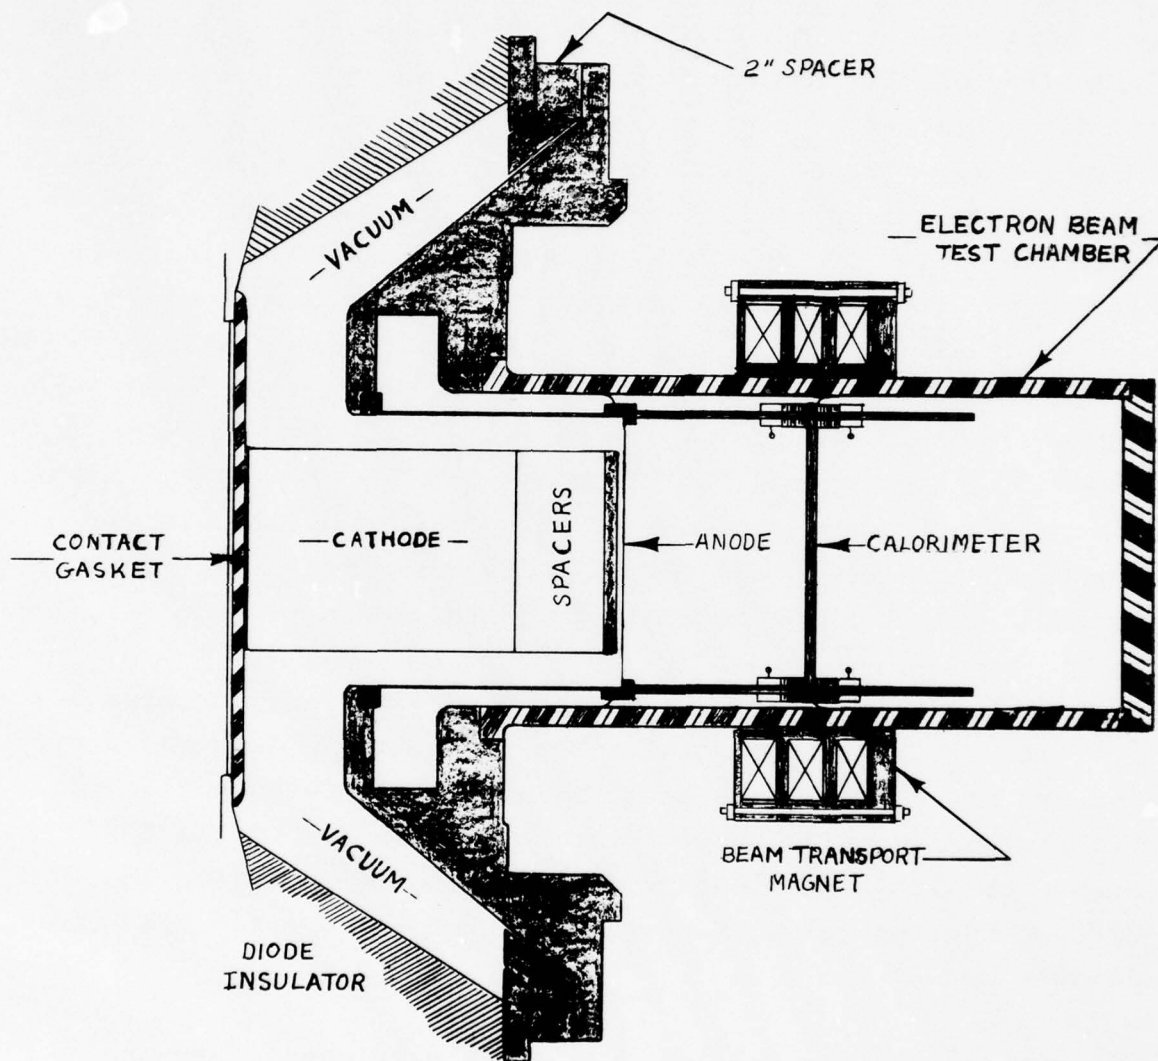 2" SPACER
—VACUUM—
ELECTRON BEAM
TEST CHAMBER
CONTACT
GASKET
—CATHODE—
SPACERS
ANODE
CALORIMETER
—VACUUM—
BEAM TRANSPORT
MAGNET
DIODE
INSULATOR